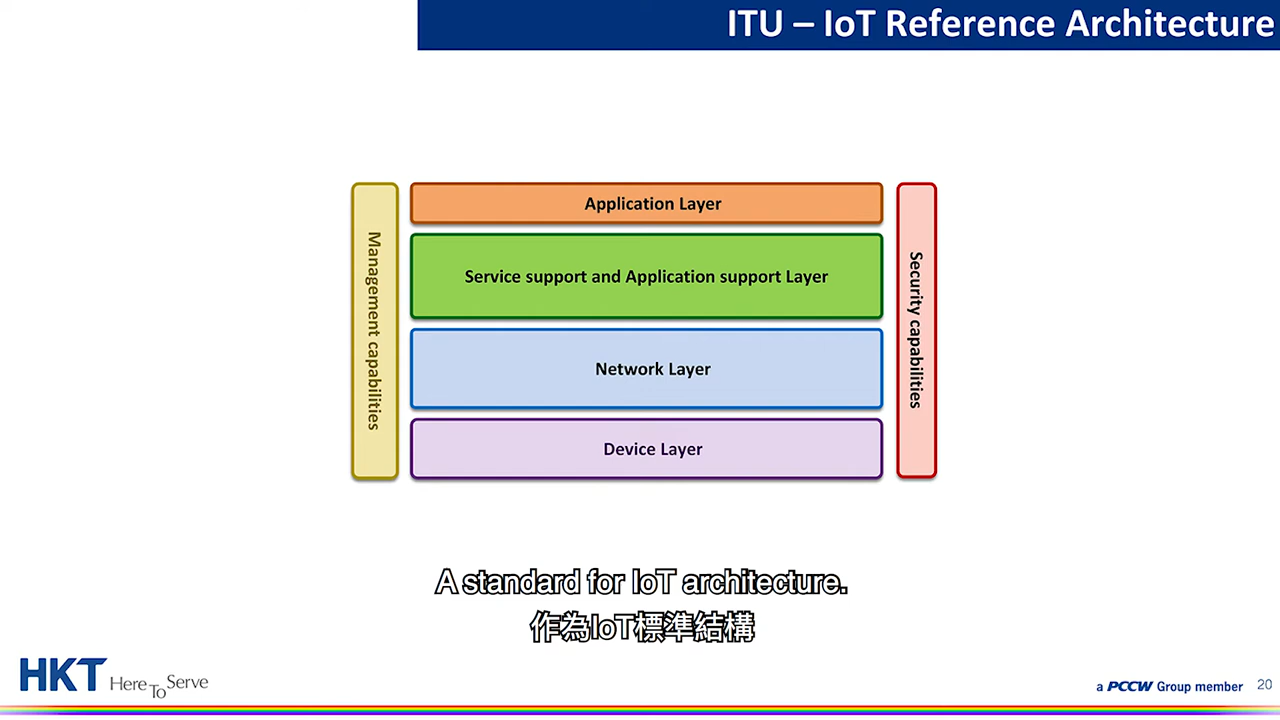 ITU – IoT Reference Architecture
Management capabilities
Application Layer
Service support and Application support Layer
Network Layer
Device Layer
Security capabilities
A standard for IoT architecture.
作為IoT標準結構
HKT Here To Serve
a PCCW Group member 20